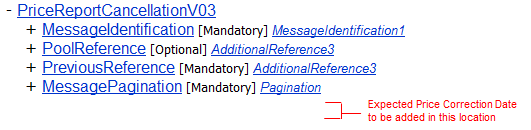 - PriceReportCancellationV03
+ MessageIdentification [Mandatory] MessageIdentification1
+ PoolReference [Optional] AdditionalReference3
+ PreviousReference [Mandatory] AdditionalReference3
+ MessagePagination [Mandatory] Pagination
Expected Price Correction Date
to be added in this location